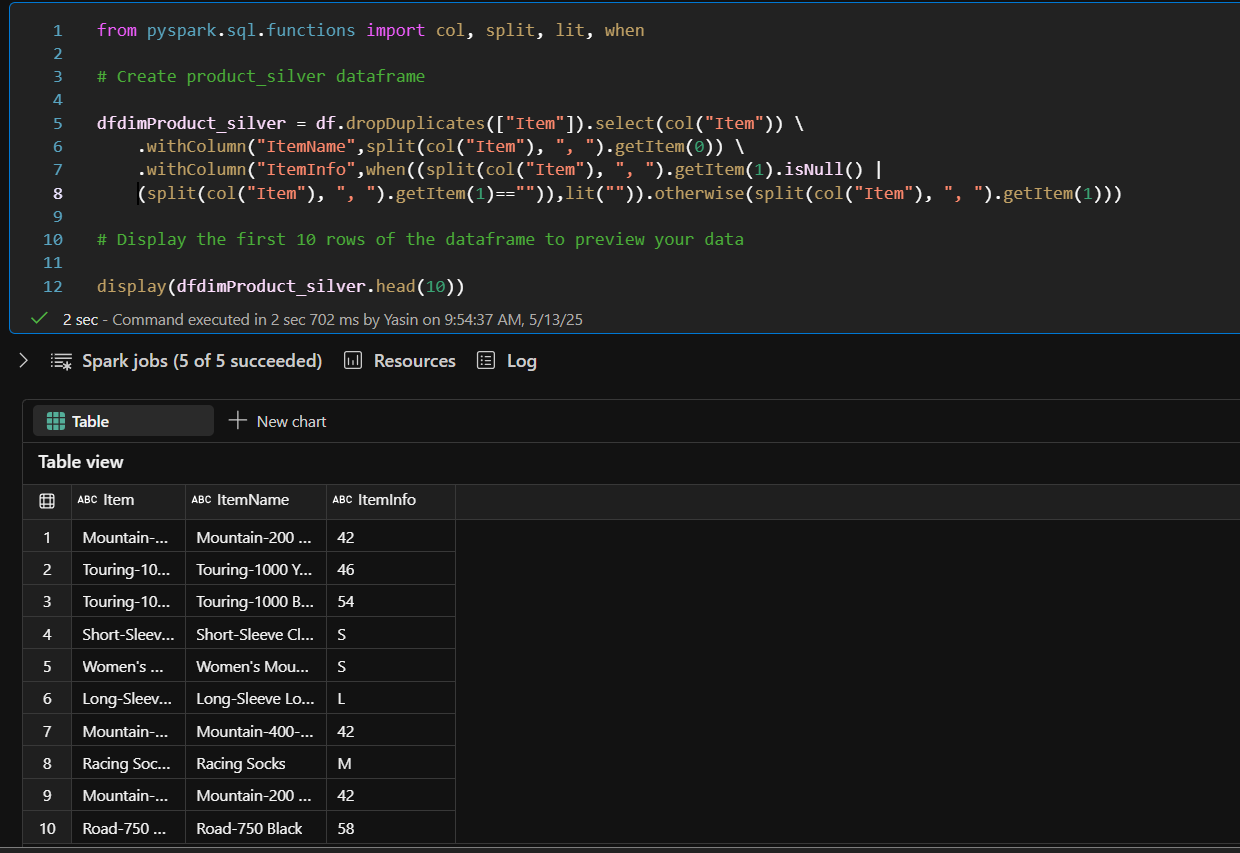 1 from pyspark.sql.functions import col, split, lit, when
2
3 # Create product_silver dataframe
4
5 dfdimProduct_silver = df.dropDuplicates(["Item"]).select(col("Item")) \
6 .withColumn("ItemName",split(col("Item"), ", ").getItem(0)) \
7 .withColumn("ItemInfo",when((split(col("Item"), ", ").getItem(1).isNull() |
8 (split(col("Item"), ", ").getItem(1)=="")),lit("")).otherwise(split(col("Item"), ", ").getItem(1)))
9
10 # Display the first 10 rows of the dataframe to preview your data
11
12 display(dfdimProduct_silver.head(10))
2 sec - Command executed in 2 sec 702 ms by Yasin on 9:54:37 AM, 5/13/25
Spark jobs (5 of 5 succeeded) Resources Log
Table New chart
Table view
ABC Item ABC ItemName ABC ItemInfo
1 Mountain-... Mountain-200 ... 42
2 Touring-10... Touring-1000 Y... 46
3 Touring-10... Touring-1000 B... 54
4 Short-Sleev... Short-Sleeve Cl... S
5 Women's ... Women's Mou... S
6 Long-Sleev... Long-Sleeve Lo... L
7 Mountain-... Mountain-400-... 42
8 Racing Soc... Racing Socks M
9 Mountain-... Mountain-200 ... 42
10 Road-750 ... Road-750 Black 58